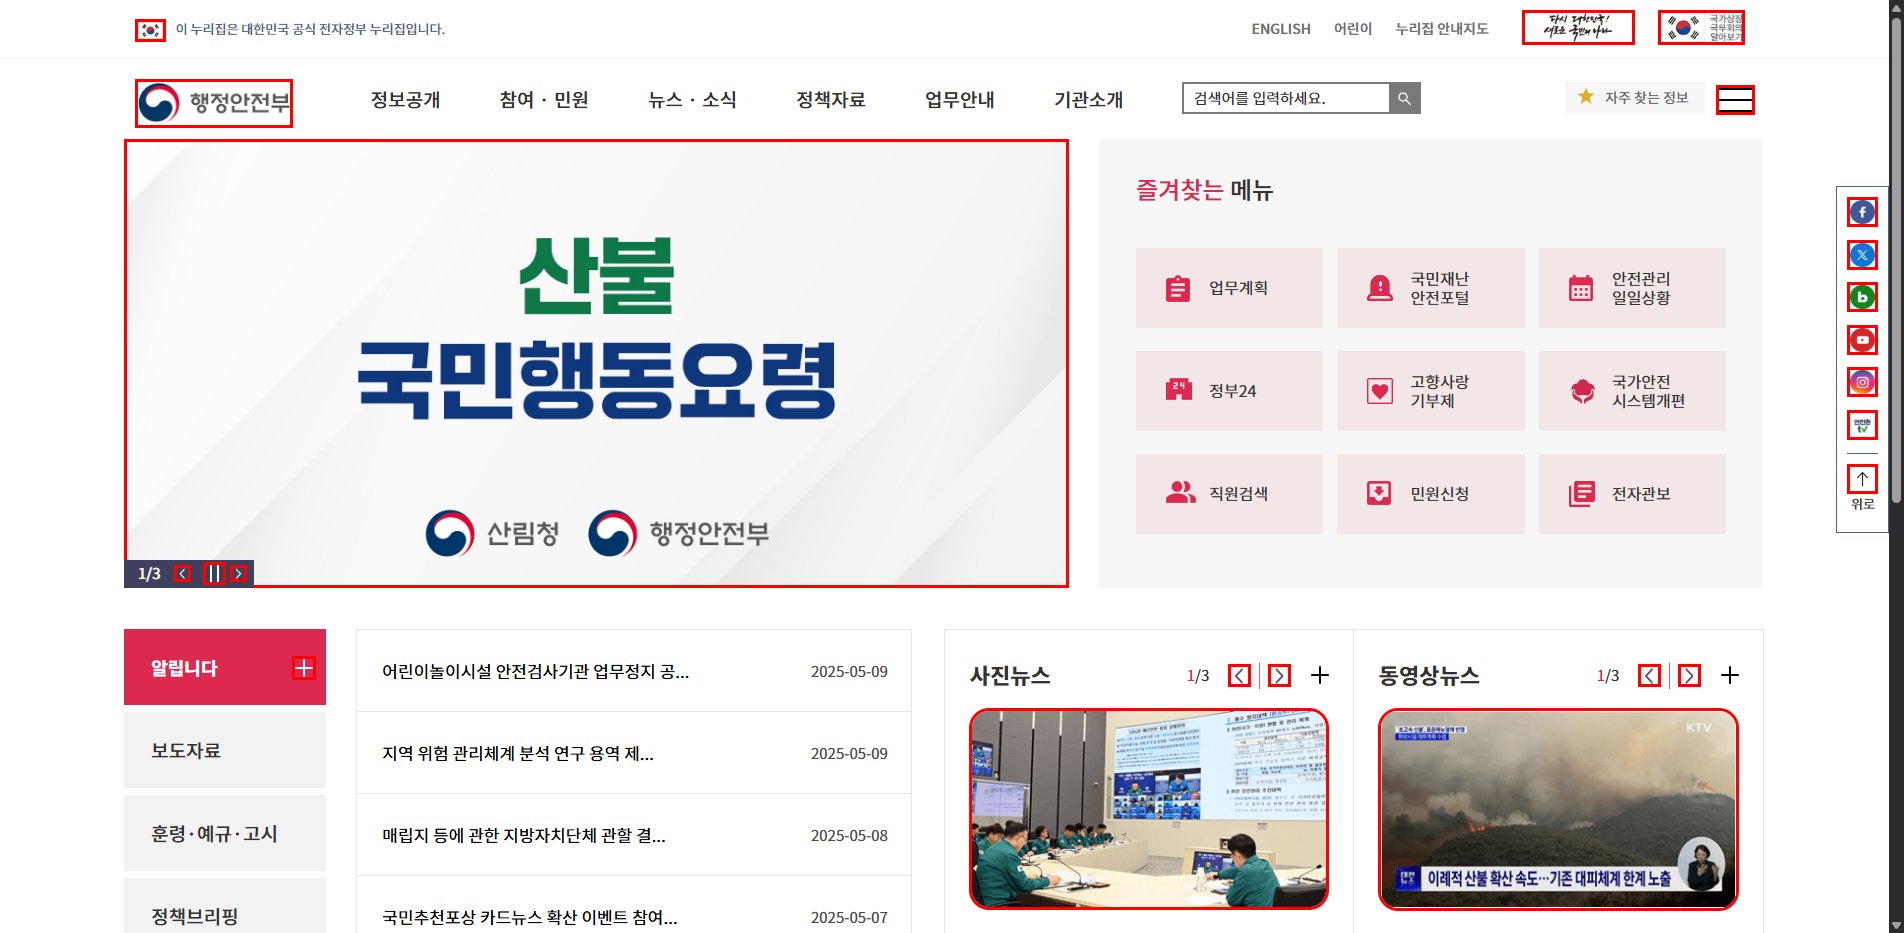 이 누리집은 대한민국 공식 전자정부 누리집입니다.
ENGLISH 어린이 누리집 안내지도
다시 대한민국!
새로운 국민의 나라
국가상징
국무회의
알아보기
행정안전부
정보공개 참여 · 민원 뉴스 · 소식 정책자료 업무안내 기관소개
검색어를 입력하세요.
자주 찾는 정보
산불
국민행동요령
산림청 행정안전부
1/3
즐겨찾는 메뉴
업무계획
국민재난
안전포털
안전관리
일일상황
24
정부24
고향사랑
기부제
국가안전
시스템개편
직원검색
민원신청
전자관보
안전한
tv
위로
알립니다
보도자료
훈령·예규·고시
정책브리핑
어린이놀이시설 안전검사기관 업무정지 공... 2025-05-09
지역 위험 관리체계 분석 연구 용역 제... 2025-05-09
매립지 등에 관한 지방자치단체 관할 결... 2025-05-08
국민추천포상 카드뉴스 확산 이벤트 참여... 2025-05-07
사진뉴스 1/3
동영상뉴스 1/3
KTV
이례적 산불 확산 속도…기존 대피체계 한계 노출